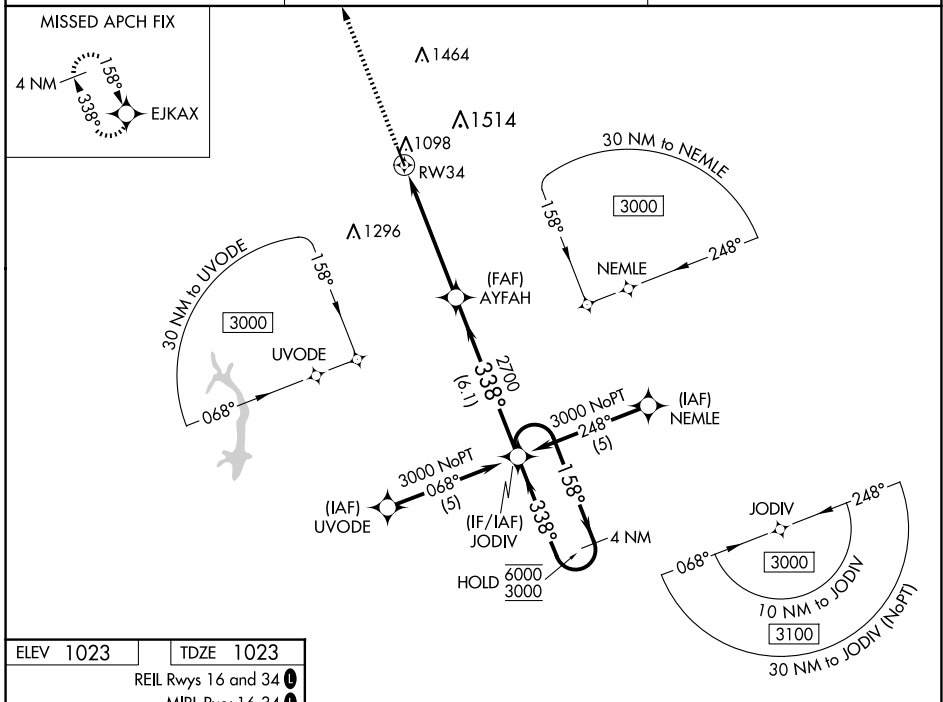 MISSED APCH FIX
4 NM
158°
338°
EJKAX
1464
1514
1098
RW34
1296
30 NM to NEMLE
3000
158°
248°
NEMLE
30 NM to UVODE
3000
158°
UVODE
068°
(FAF)
AYFAH
2700
338°
(6.1)
3000 NoPT
248°
(5)
(IAF)
NEMLE
3000 NoPT
068°
(5)
(IAF)
UVODE
(IF/IAF)
JODIV
338°
158°
4 NM
HOLD 6000
3000
JODIV
248°
068°
3000
10 NM to JODIV
3100
30 NM to JODIV (NoPT)
ELEV 1023
TDZE 1023
REIL Rwys 16 and 34 L
MIRL Rwy 16-34 L